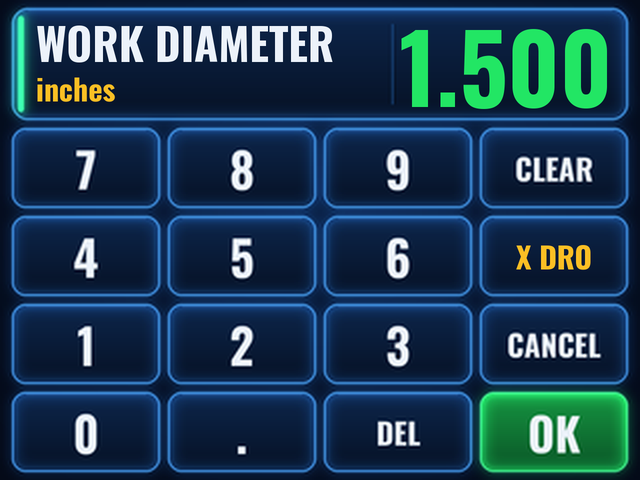 WORK DIAMETER
inches
1.500
7 8 9 CLEAR
4 5 6 X DRO
1 2 3 CANCEL
0 . DEL OK